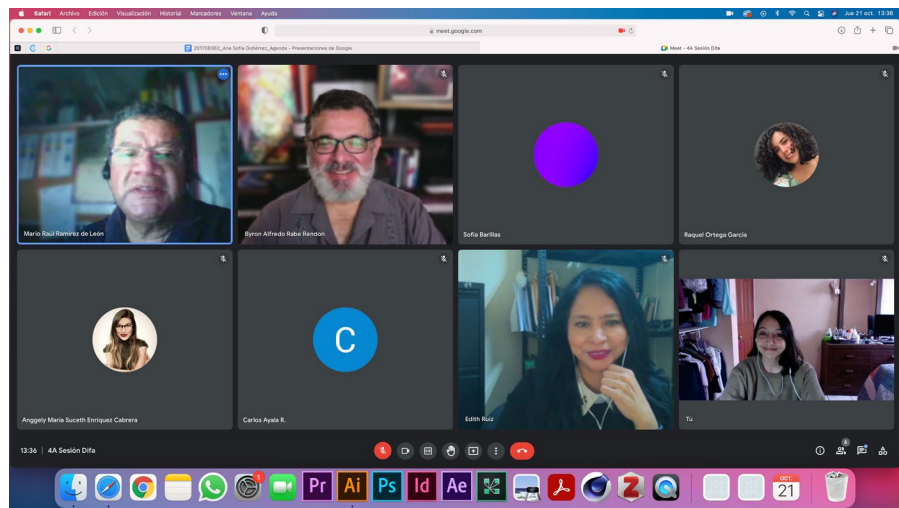 Safari Archivo Edición Visualización Historial Marcadores Ventana Ayuda
Jue 21 oct. 13:36
meet.google.com
201708382_Ana Sofía Gutiérrez_Agenda - Presentaciones de Google
Meet - 4A Sesión Difa
Mario Raúl Ramírez de León
Byron Alfredo Rabe Rendon
Sofía Barillas
Raquel Ortega García
C
Anggely María Suceth Enríquez Cabrera
Carlos Ayala R.
Edith Ruiz
Tú
13:36 | 4A Sesión Difa
8
1
Pr Ai Ps Id Ae
OCT.
21